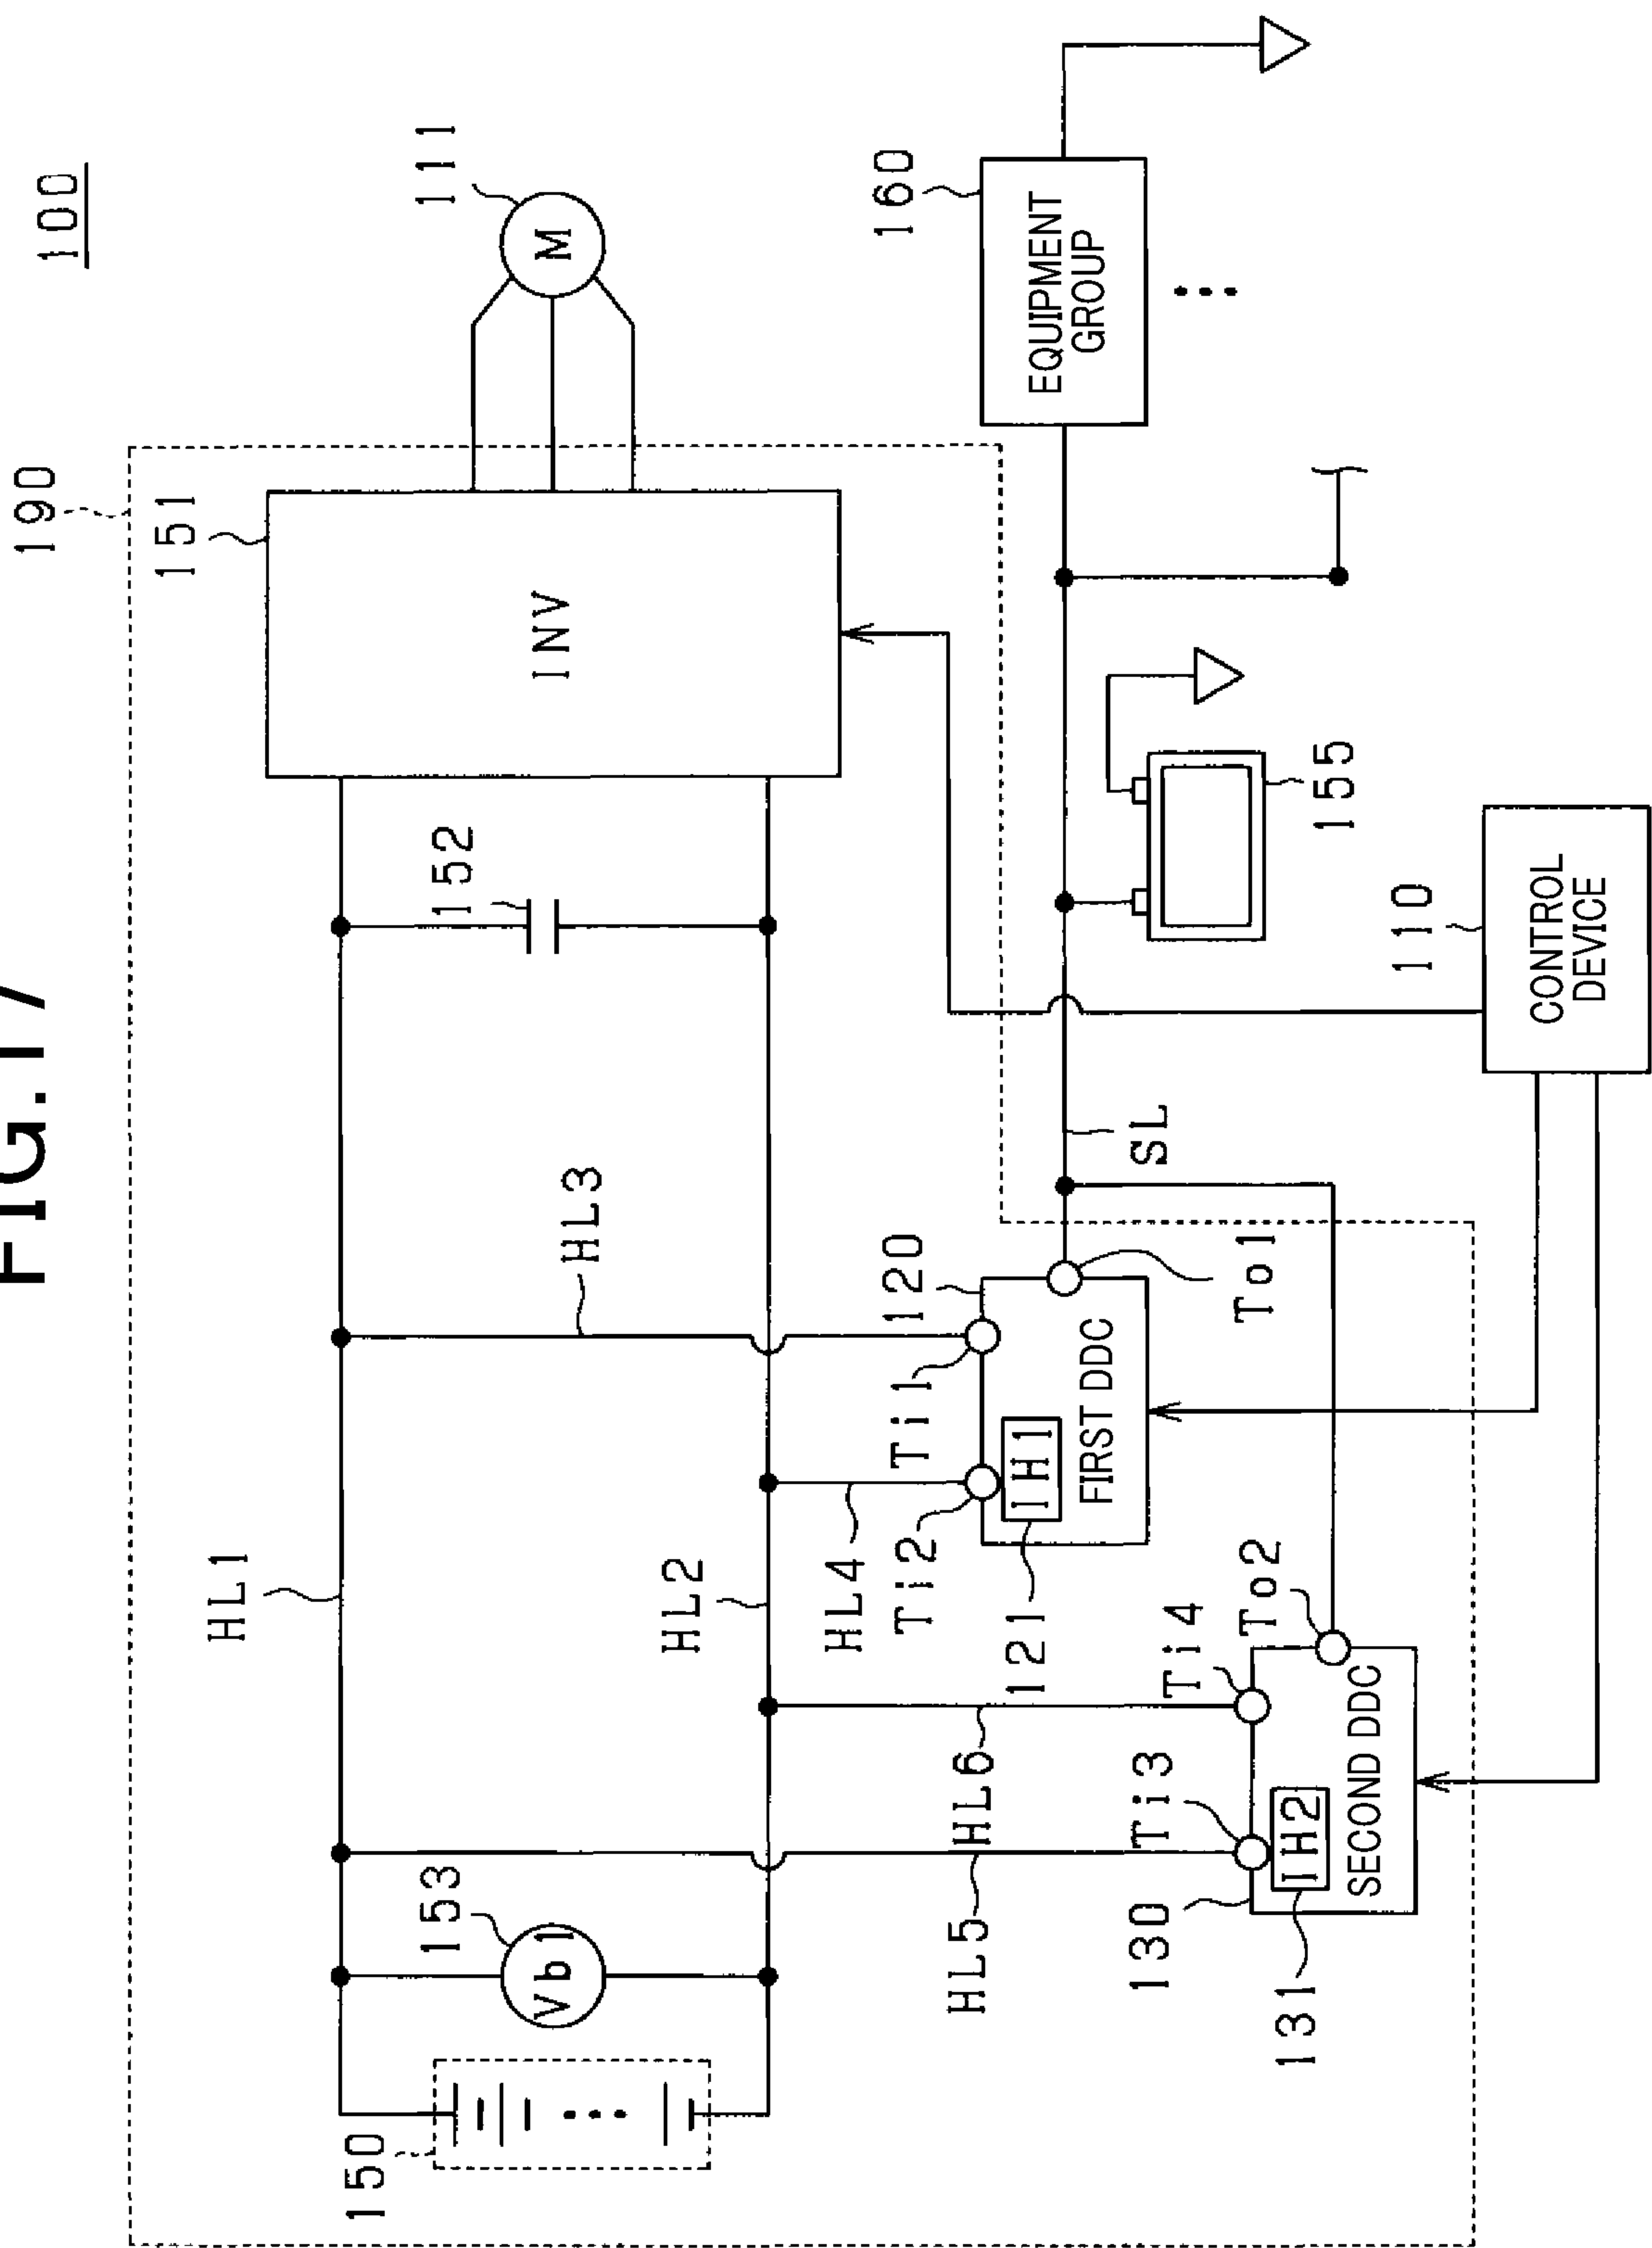 FIG.17
100
190
151
INV
111
M
152
HL1
HL3
HL2
153
Vb1
150
160
EQUIPMENT
GROUP
155
SL
120
To1
Ti1
Ti2
IH1
FIRST DDC
121
HL4
HL6
HL5
Ti4
To2
Ti3
130
IH2
SECOND DDC
131
110
CONTROL
DEVICE